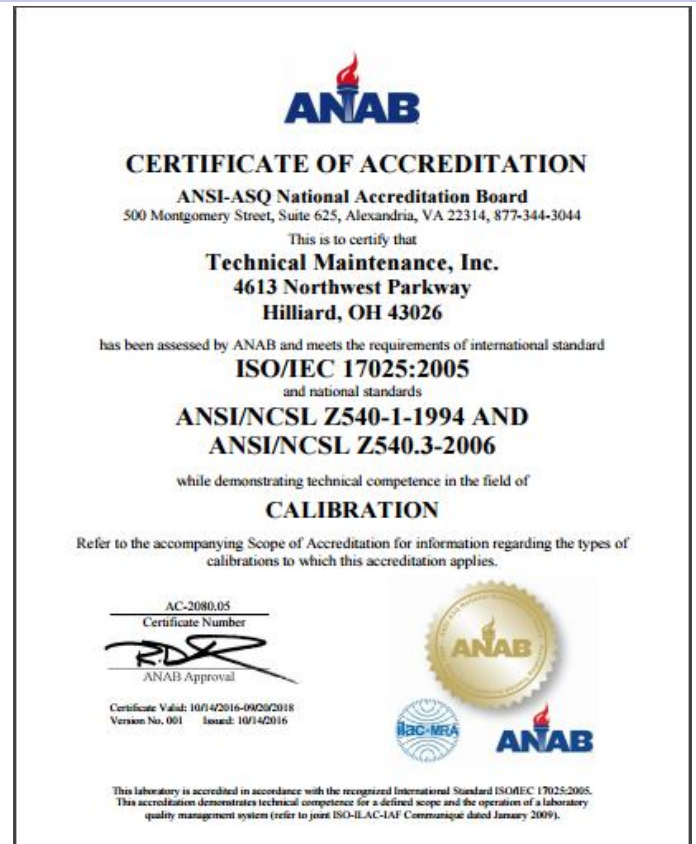 ANAB
CERTIFICATE OF ACCREDITATION
ANSI-ASQ National Accreditation Board
500 Montgomery Street, Suite 625, Alexandria, VA 22314, 877-344-3044
This is to certify that
Technical Maintenance, Inc.
4613 Northwest Parkway
Hilliard, OH 43026
has been assessed by ANAB and meets the requirements of international standard
ISO/IEC 17025:2005
and national standards
ANSI/NCSL Z540-1-1994 AND
ANSI/NCSL Z540.3-2006
while demonstrating technical competence in the field of
CALIBRATION
Refer to the accompanying Scope of Accreditation for information regarding the types of
calibrations to which this accreditation applies.
AC-2080.05
Certificate Number
ANAB Approval
Certificate Valid: 10/14/2016-09/20/2018
Version No. 001 Issued: 10/14/2016
ANAB
ilac-MRA
ANAB
This laboratory is accredited in accordance with the recognized International Standard ISO/IEC 17025:2005.
This accreditation demonstrates technical competence for a defined scope and the operation of a laboratory
quality management system (refer to joint ISO-ILAC-IAF Communiqué dated January 2009).